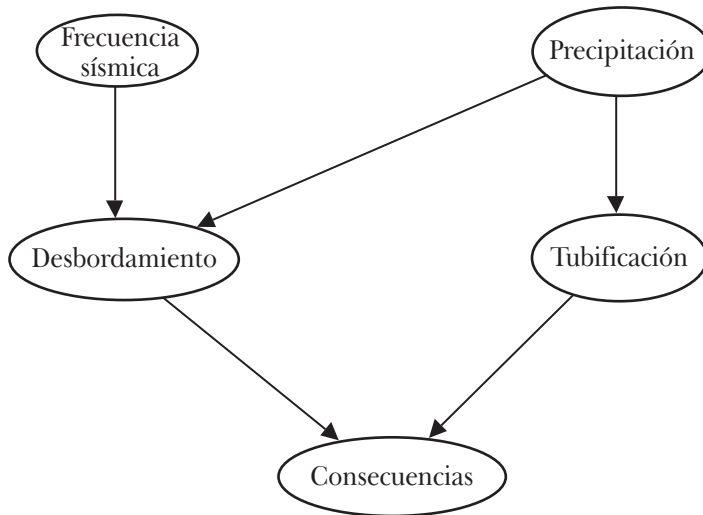 Frecuencia
sísmica
Precipitación
Desbordamiento
Tubificación
Consecuencias